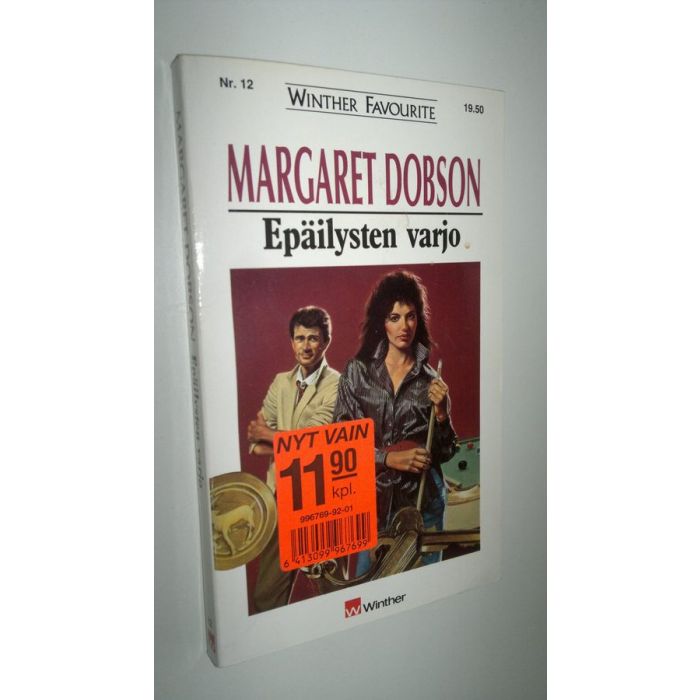 Nr. 12
WINTHER FAVOURITE
19.50
MARGARET DOBSON
Epäilysten varjo
NYT VAIN
11 90
kpl.
996769-92-01
6 413099 967699
W Winther
MARGARET DOBSON Epäilysten varjo